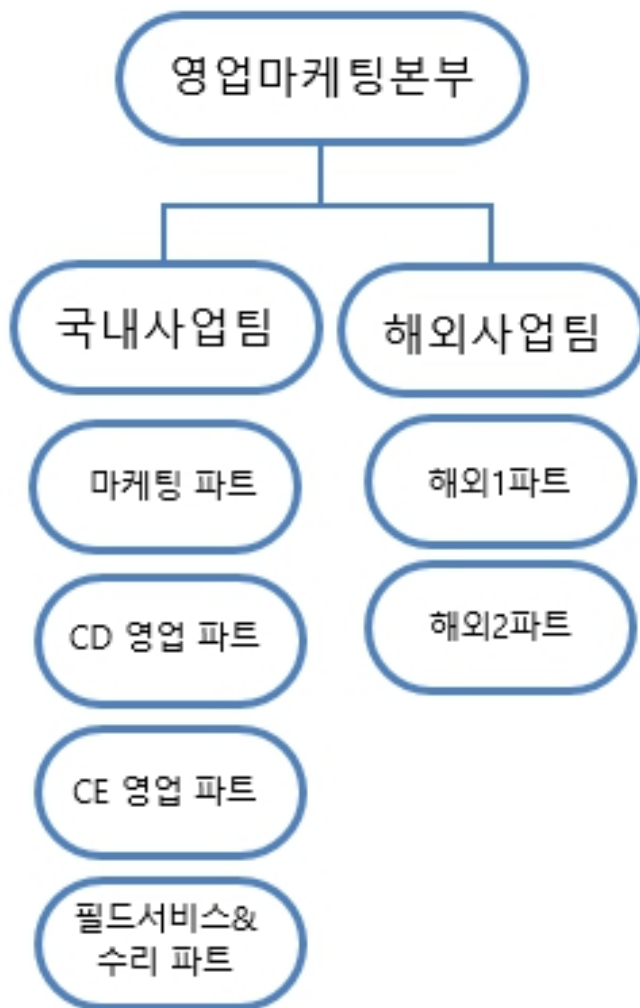 영업마케팅본부
국내사업팀
해외사업팀
마케팅 파트
해외1파트
CD 영업 파트
해외2파트
CE 영업 파트
필드서비스&
수리 파트